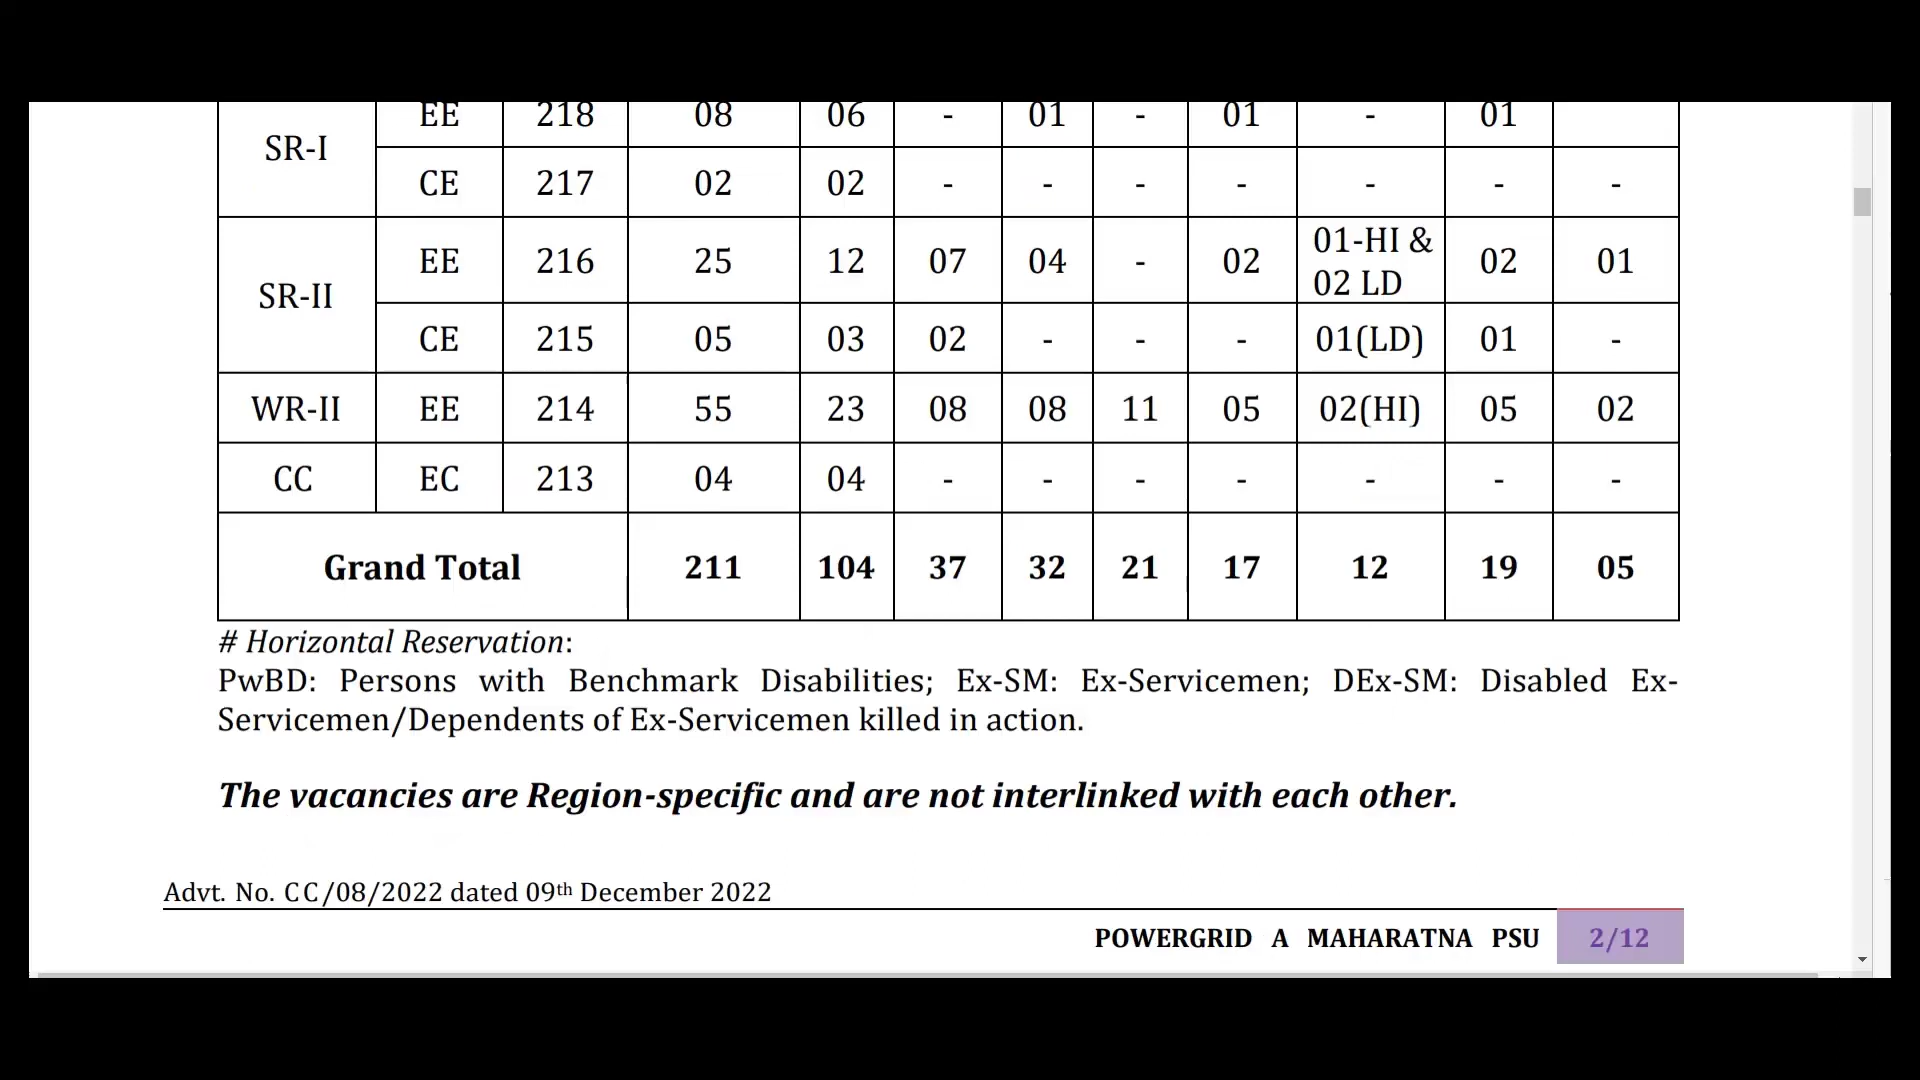 SR-I EE 218 08 06 - 01 - 01 - 01
CE 217 02 02 - - - - - - -
SR-II EE 216 25 12 07 04 - 02 01-HI & 02 LD 02 01
CE 215 05 03 02 - - - 01(LD) 01 -
WR-II EE 214 55 23 08 08 11 05 02(HI) 05 02
CC EC 213 04 04 - - - - - - -
Grand Total 211 104 37 32 21 17 12 19 05
# Horizontal Reservation:
PwBD: Persons with Benchmark Disabilities; Ex-SM: Ex-Servicemen; DEx-SM: Disabled Ex-
Servicemen/Dependents of Ex-Servicemen killed in action.
The vacancies are Region-specific and are not interlinked with each other.
Advt. No. CC/08/2022 dated 09th December 2022
POWERGRID A MAHARATNA PSU 2/12